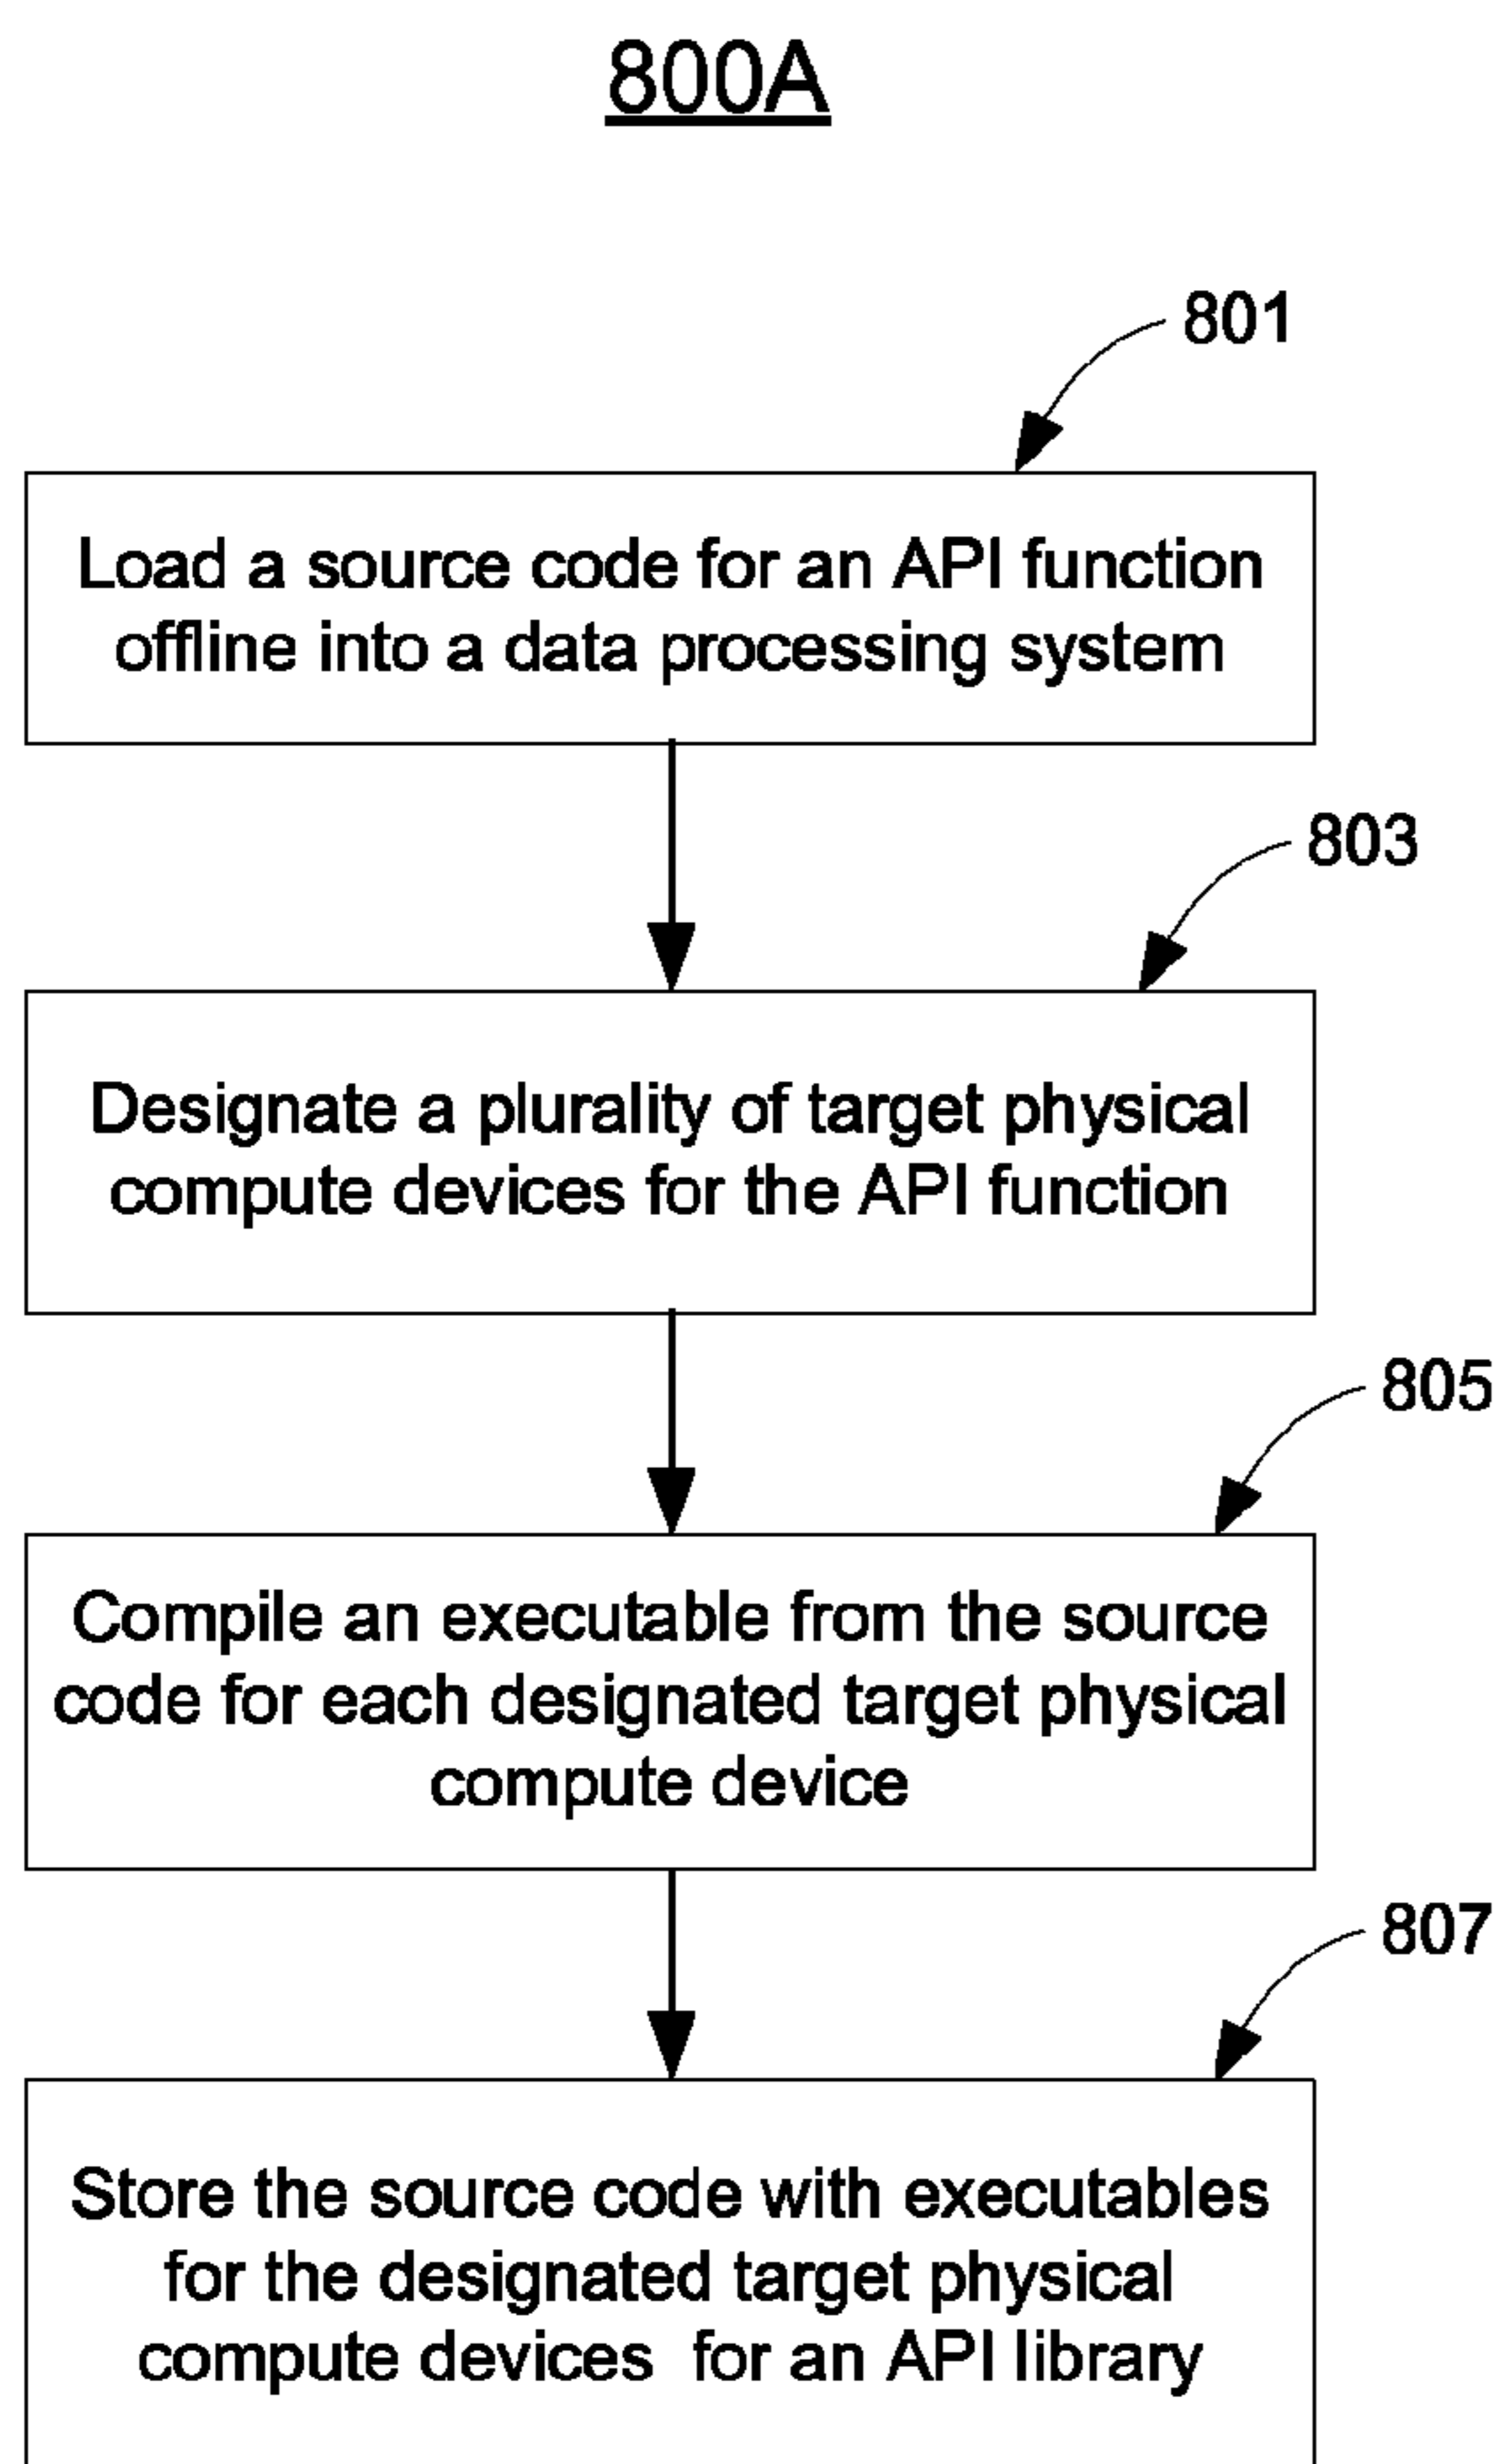 800A
801
Load a source code for an API function
offline into a data processing system
803
Designate a plurality of target physical
compute devices for the API function
805
Compile an executable from the source
code for each designated target physical
compute device
807
Store the source code with executables
for the designated target physical
compute devices for an API library